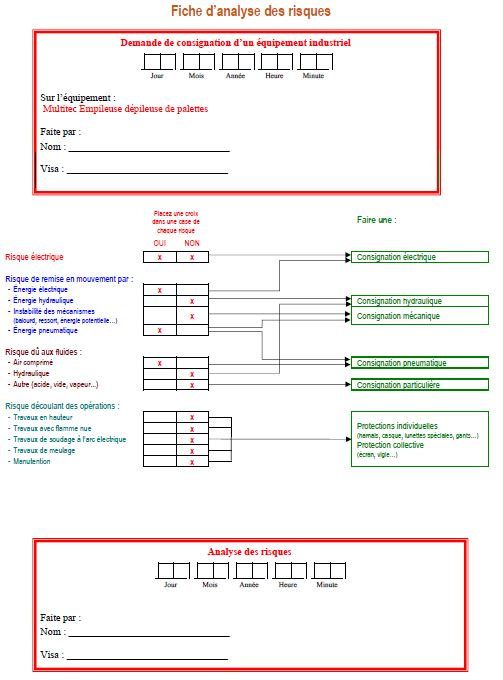 Fiche d'analyse des risques
Demande de consignation d'un équipement industriel
Jour Mois Année Heure Minute
Sur l'équipement :
Multitec Empileuse dépileuse de palettes
Faite par :
Nom :
Visa :
Placez une croix
dans une case de
chaque risque
Faire une :
OUI NON
Risque électrique x x Consignation électrique
Risque de remise en mouvement par :
- Énergie électrique x
- Énergie hydraulique x Consignation hydraulique
- Instabilité des mécanismes x Consignation mécanique
(balourd, ressort, énergie potentielle...)
- Énergie pneumatique x
Risque dû aux fluides :
- Air comprimé x Consignation pneumatique
- Hydraulique x
- Autre (acide, vide, vapeur...) x Consignation particulière
Risque découlant des opérations :
- Travaux en hauteur x
- Travaux avec flamme nue x Protections individuelles
(harnais, casque, lunettes spéciales, gants...)
- Travaux de soudage à l'arc électrique x Protection collective
- Travaux de meulage x (écran, vigie...)
- Manutention x
Analyse des risques
Jour Mois Année Heure Minute
Faite par :
Nom :
Visa :